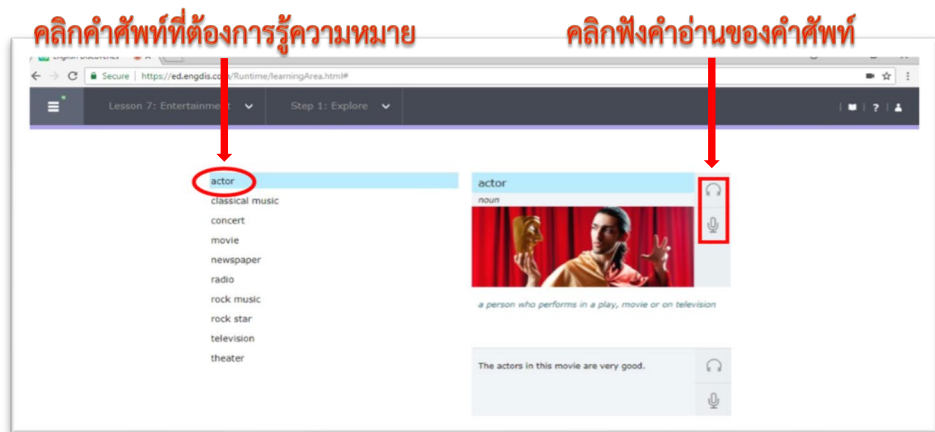 คลิกคำศัพท์ที่ต้องการรู้ความหมาย
คลิกฟังคำอ่านของคำศัพท์
English Discoveries
Secure | https://ed.engdis.com/Runtime/learningArea.html#
Lesson 7: Entertainment
Step 1: Explore
?
actor
classical music
concert
movie
newspaper
radio
rock music
rock star
television
theater
actor
noun
a person who performs in a play, movie or on television
The actors in this movie are very good.